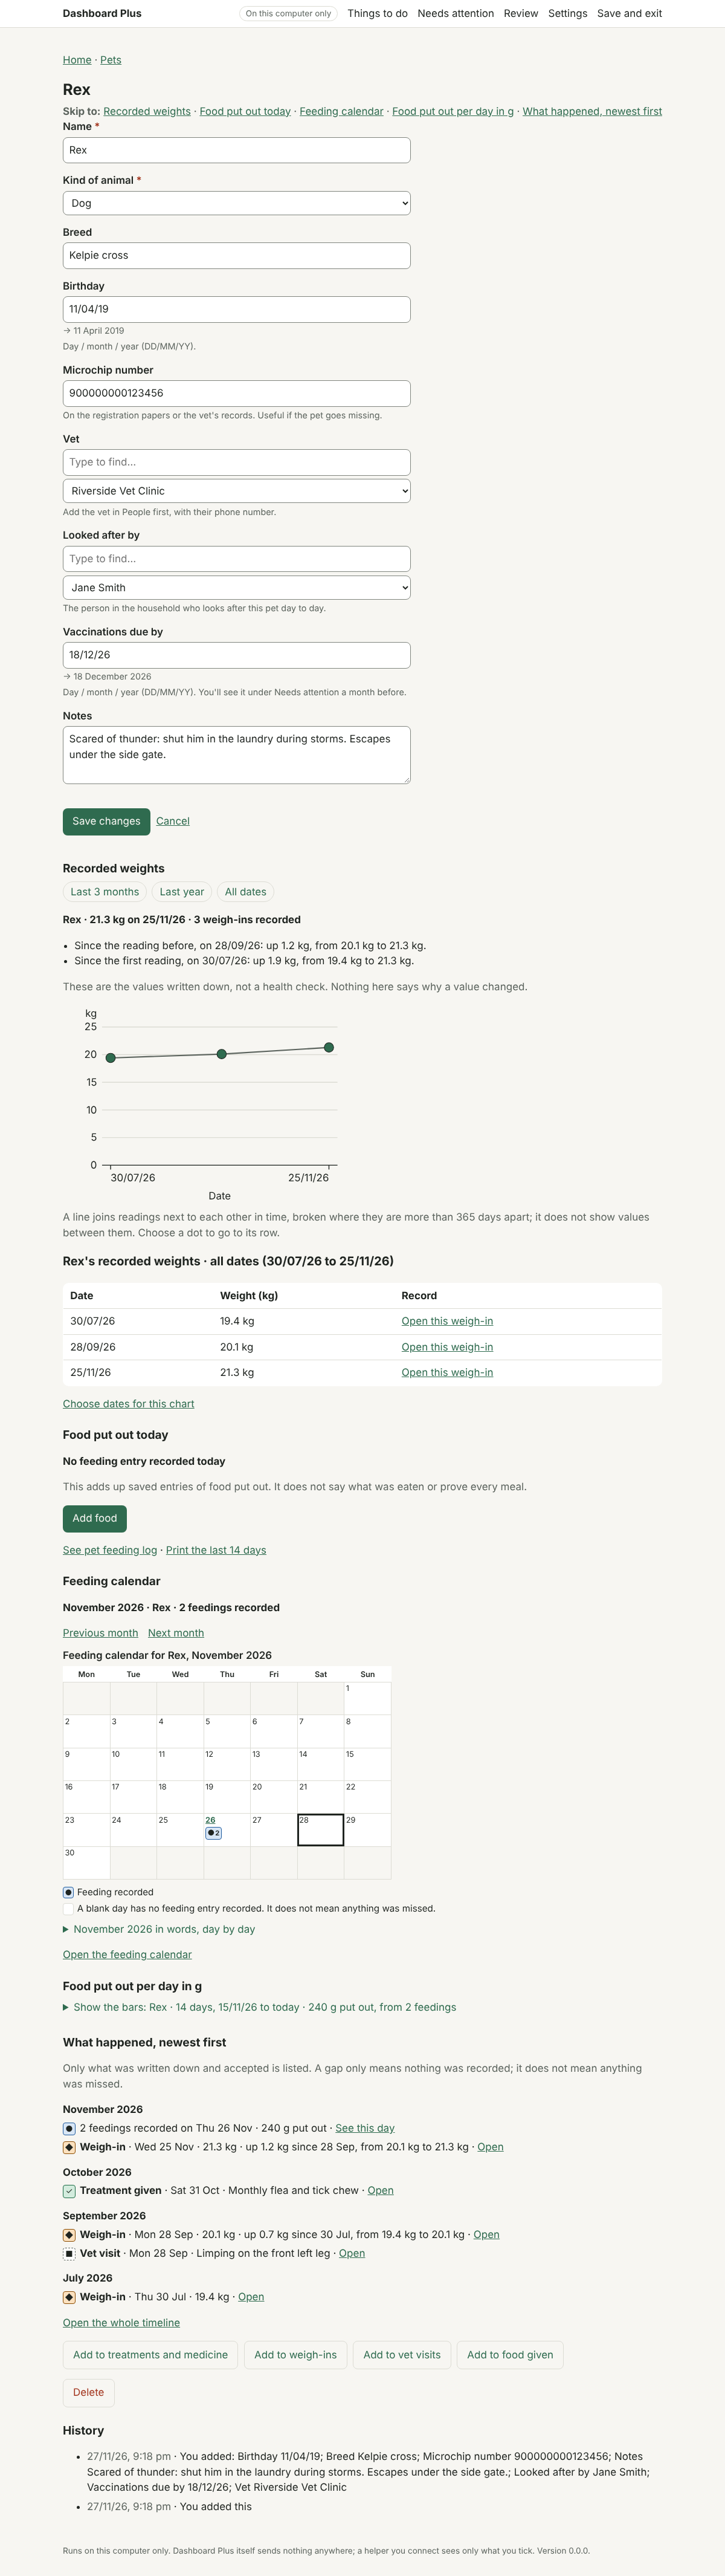 Dashboard Plus
On this computer only
Things to do
Needs attention
Review
Settings
Save and exit
Home · Pets
Rex
Skip to: Recorded weights · Food put out today · Feeding calendar · Food put out per day in g · What happened, newest first
Name *
Rex
Kind of animal *
Dog
Breed
Kelpie cross
Birthday
11/04/19
→ 11 April 2019
Day / month / year (DD/MM/YY).
Microchip number
900000000123456
On the registration papers or the vet's records. Useful if the pet goes missing.
Vet
Type to find...
Riverside Vet Clinic
Add the vet in People first, with their phone number.
Looked after by
Type to find...
Jane Smith
The person in the household who looks after this pet day to day.
Vaccinations due by
18/12/26
→ 18 December 2026
Day / month / year (DD/MM/YY). You'll see it under Needs attention a month before.
Notes
Scared of thunder: shut him in the laundry during storms. Escapes
under the side gate.
Save changes
Cancel
Recorded weights
Last 3 months
Last year
All dates
Rex · 21.3 kg on 25/11/26 · 3 weigh-ins recorded
• Since the reading before, on 28/09/26: up 1.2 kg, from 20.1 kg to 21.3 kg.
• Since the first reading, on 30/07/26: up 1.9 kg, from 19.4 kg to 21.3 kg.
These are the values written down, not a health check. Nothing here says why a value changed.
kg
25
20
15
10
5
0
30/07/26 25/11/26
Date
A line joins readings next to each other in time, broken where they are more than 365 days apart; it does not show values
between them. Choose a dot to go to its row.
Rex's recorded weights · all dates (30/07/26 to 25/11/26)
Date Weight (kg) Record
30/07/26 19.4 kg Open this weigh-in
28/09/26 20.1 kg Open this weigh-in
25/11/26 21.3 kg Open this weigh-in
Choose dates for this chart
Food put out today
No feeding entry recorded today
This adds up saved entries of food put out. It does not say what was eaten or prove every meal.
Add food
See pet feeding log · Print the last 14 days
Feeding calendar
November 2026 · Rex · 2 feedings recorded
Previous month Next month
Feeding calendar for Rex, November 2026
Mon Tue Wed Thu Fri Sat Sun
1
2 3 4 5 6 7 8
9 10 11 12 13 14 15
16 17 18 19 20 21 22
23 24 25 26 27 28 29
2
30
Feeding recorded
A blank day has no feeding entry recorded. It does not mean anything was missed.
November 2026 in words, day by day
Open the feeding calendar
Food put out per day in g
Show the bars: Rex · 14 days, 15/11/26 to today · 240 g put out, from 2 feedings
What happened, newest first
Only what was written down and accepted is listed. A gap only means nothing was recorded; it does not mean anything
was missed.
November 2026
2 feedings recorded on Thu 26 Nov · 240 g put out · See this day
Weigh-in · Wed 25 Nov · 21.3 kg · up 1.2 kg since 28 Sep, from 20.1 kg to 21.3 kg · Open
October 2026
Treatment given · Sat 31 Oct · Monthly flea and tick chew · Open
September 2026
Weigh-in · Mon 28 Sep · 20.1 kg · up 0.7 kg since 30 Jul, from 19.4 kg to 20.1 kg · Open
Vet visit · Mon 28 Sep · Limping on the front left leg · Open
July 2026
Weigh-in · Thu 30 Jul · 19.4 kg · Open
Open the whole timeline
Add to treatments and medicine
Add to weigh-ins
Add to vet visits
Add to food given
Delete
History
• 27/11/26, 9:18 pm · You added: Birthday 11/04/19; Breed Kelpie cross; Microchip number 900000000123456; Notes
Scared of thunder: shut him in the laundry during storms. Escapes under the side gate.; Looked after by Jane Smith;
Vaccinations due by 18/12/26; Vet Riverside Vet Clinic
• 27/11/26, 9:18 pm · You added this
Runs on this computer only. Dashboard Plus itself sends nothing anywhere; a helper you connect sees only what you tick. Version 0.0.0.